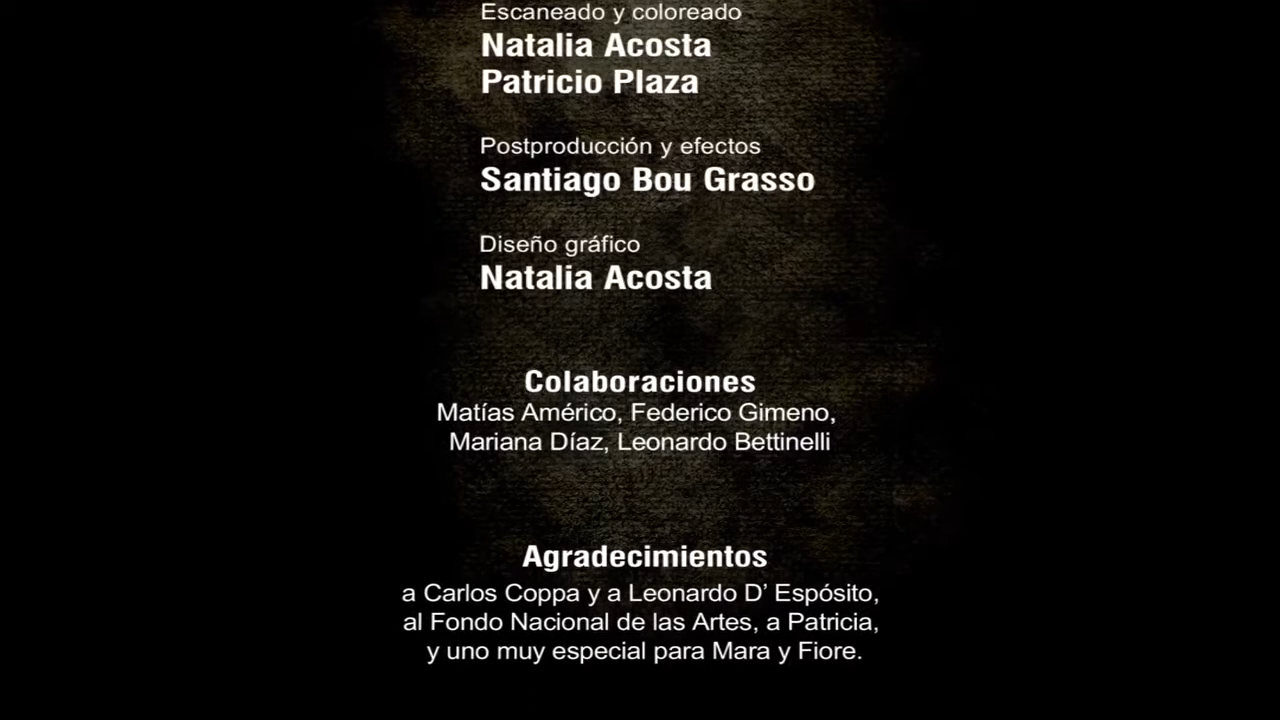 Escaneado y coloreado
Natalia Acosta
Patricio Plaza
Postproducción y efectos
Santiago Bou Grasso
Diseño gráfico
Natalia Acosta
Colaboraciones
Matías Américo, Federico Gimeno,
Mariana Díaz, Leonardo Bettinelli
Agradecimientos
a Carlos Coppa y a Leonardo D’ Espósito,
al Fondo Nacional de las Artes, a Patricia,
y uno muy especial para Mara y Fiore.